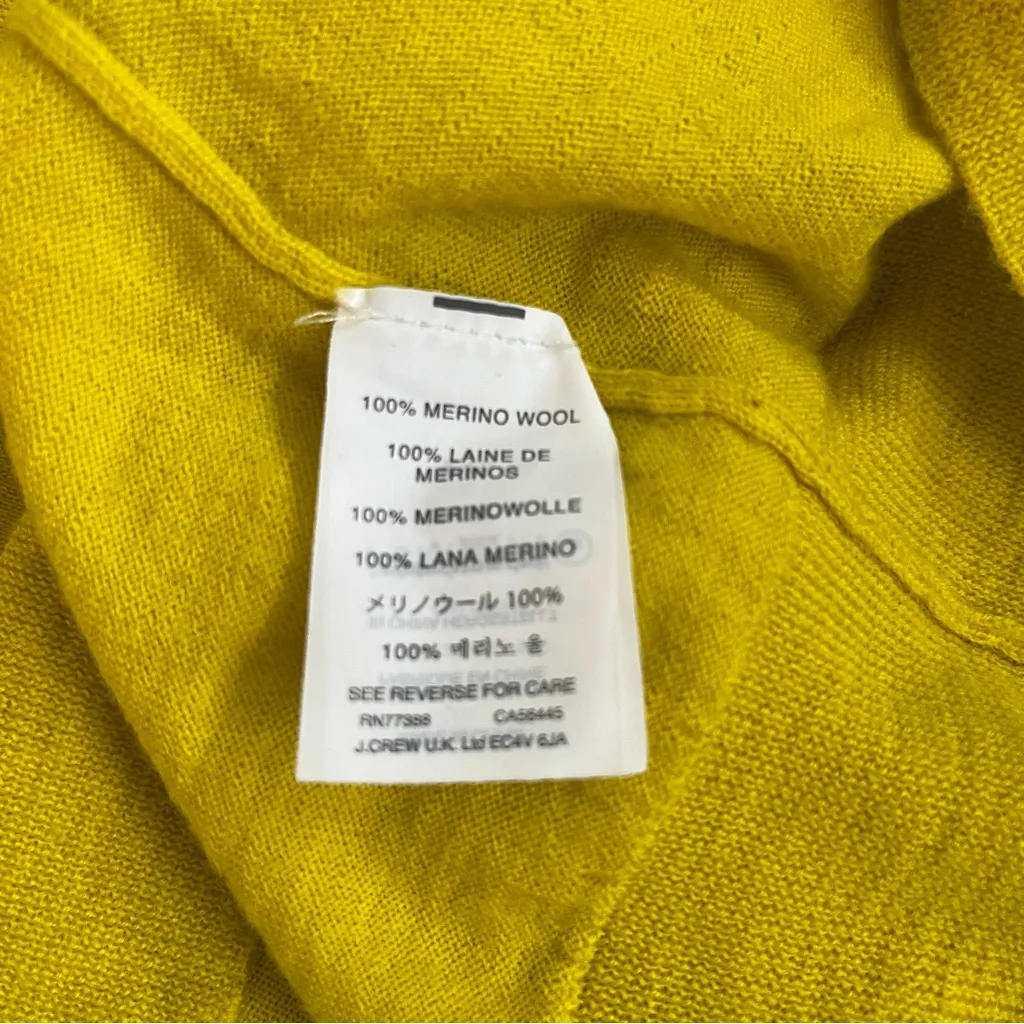 100% MERINO WOOL
100% LAINE DE
MERINOS
100% MERINOWOLLE
100% LANA MERINO
メリノウール 100%
100% 메리노 울
SEE REVERSE FOR CARE
RN77388 CA56445
J.CREW U.K. Ltd EC4V 6JA